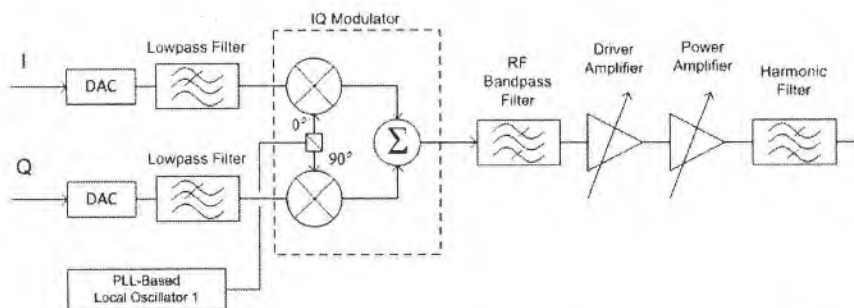 IQ Modulator
I
Lowpass Filter
DAC
0°
Σ
Q
Lowpass Filter
DAC
90°
PLL-Based
Local Oscillator 1
RF
Bandpass
Filter
Driver
Amplifier
Power
Amplifier
Harmonic
Filter